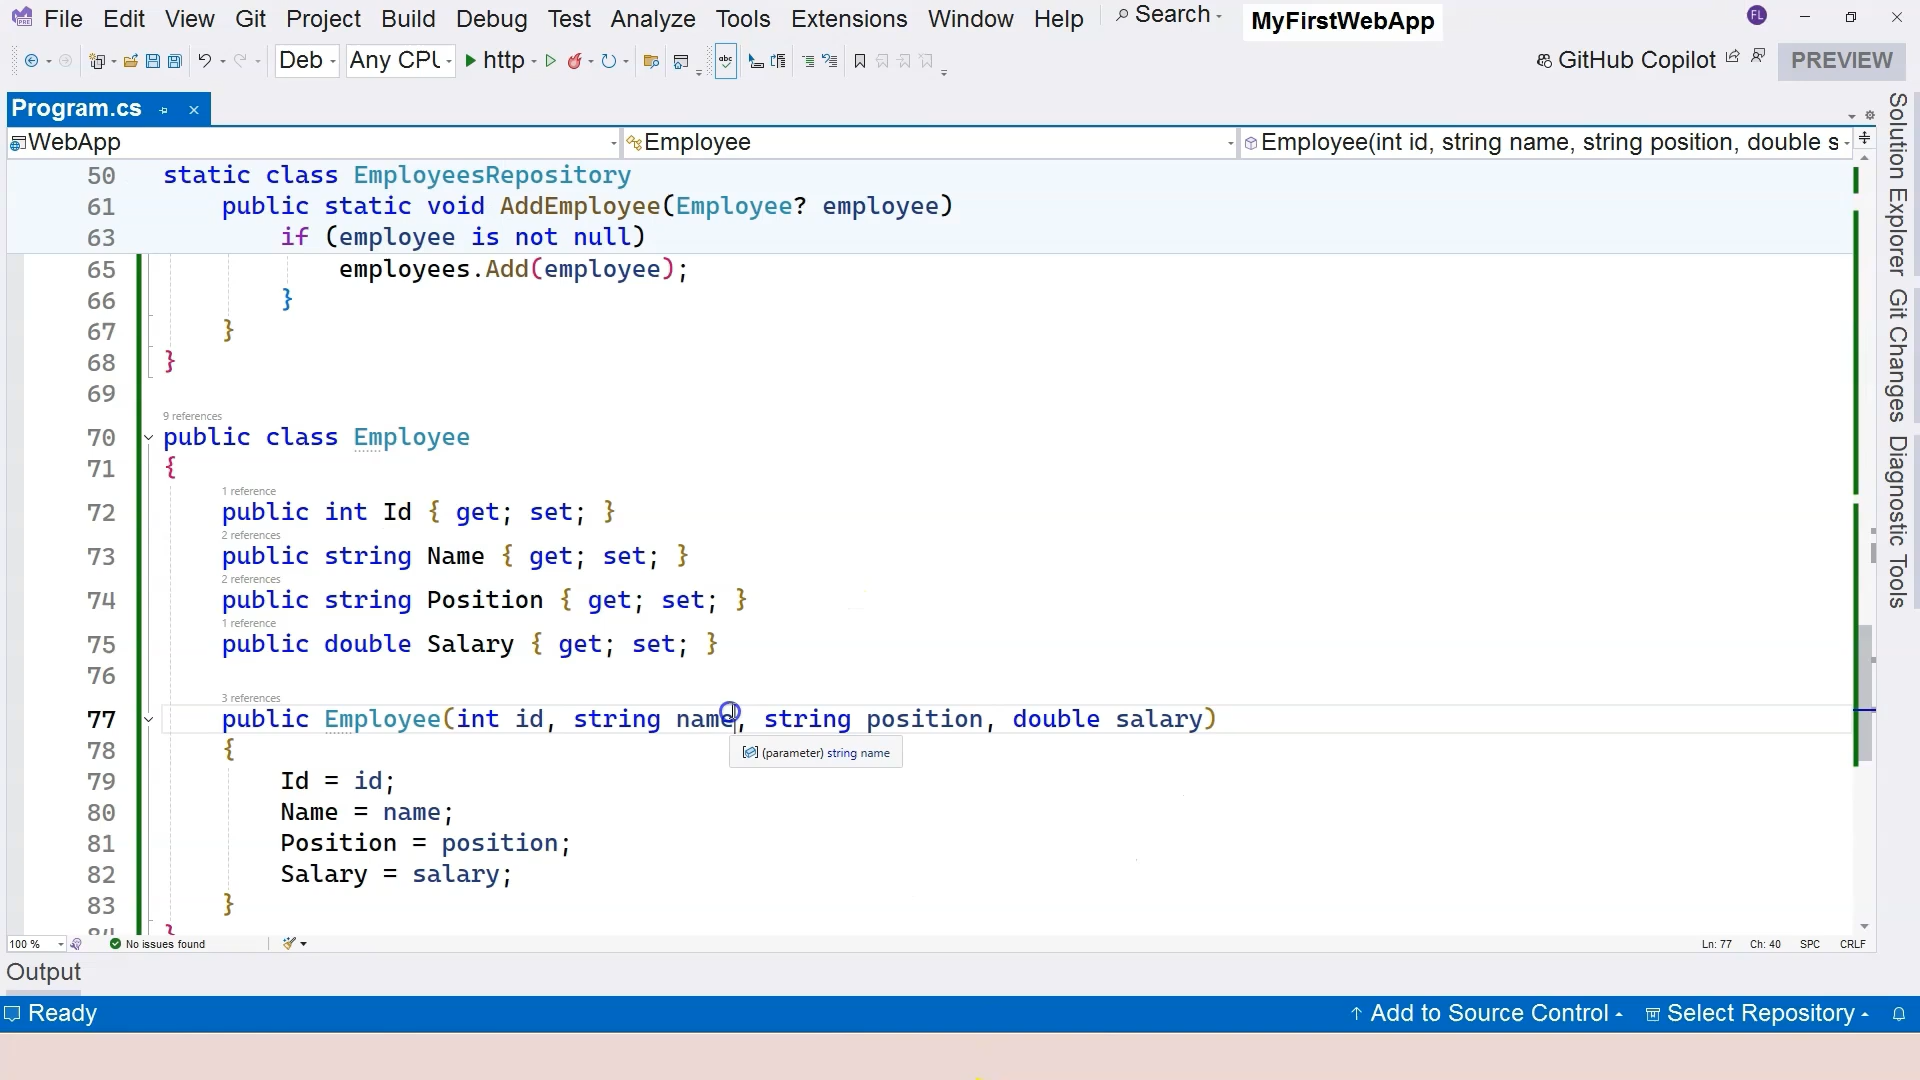 File Edit View Git Project Build Debug Test Analyze Tools Extensions Window Help Search MyFirstWebApp FL
Deb Any CPU http abc GitHub Copilot PREVIEW
Program.cs
WebApp Employee Employee(int id, string name, string position, double s
50 static class EmployeesRepository
61 public static void AddEmployee(Employee? employee)
63 if (employee is not null)
65 employees.Add(employee);
66 }
67 }
68 }
69
9 references
70 public class Employee
71 {
1 reference
72 public int Id { get; set; }
2 references
73 public string Name { get; set; }
2 references
74 public string Position { get; set; }
1 reference
75 public double Salary { get; set; }
76
3 references
77 public Employee(int id, string name, string position, double salary)
(parameter) string name
78 {
79 Id = id;
80 Name = name;
81 Position = position;
82 Salary = salary;
83 }
84 }
100 % No issues found Ln: 77 Ch: 40 SPC CRLF
Output
Ready Add to Source Control Select Repository
Solution Explorer
Git Changes
Diagnostic Tools